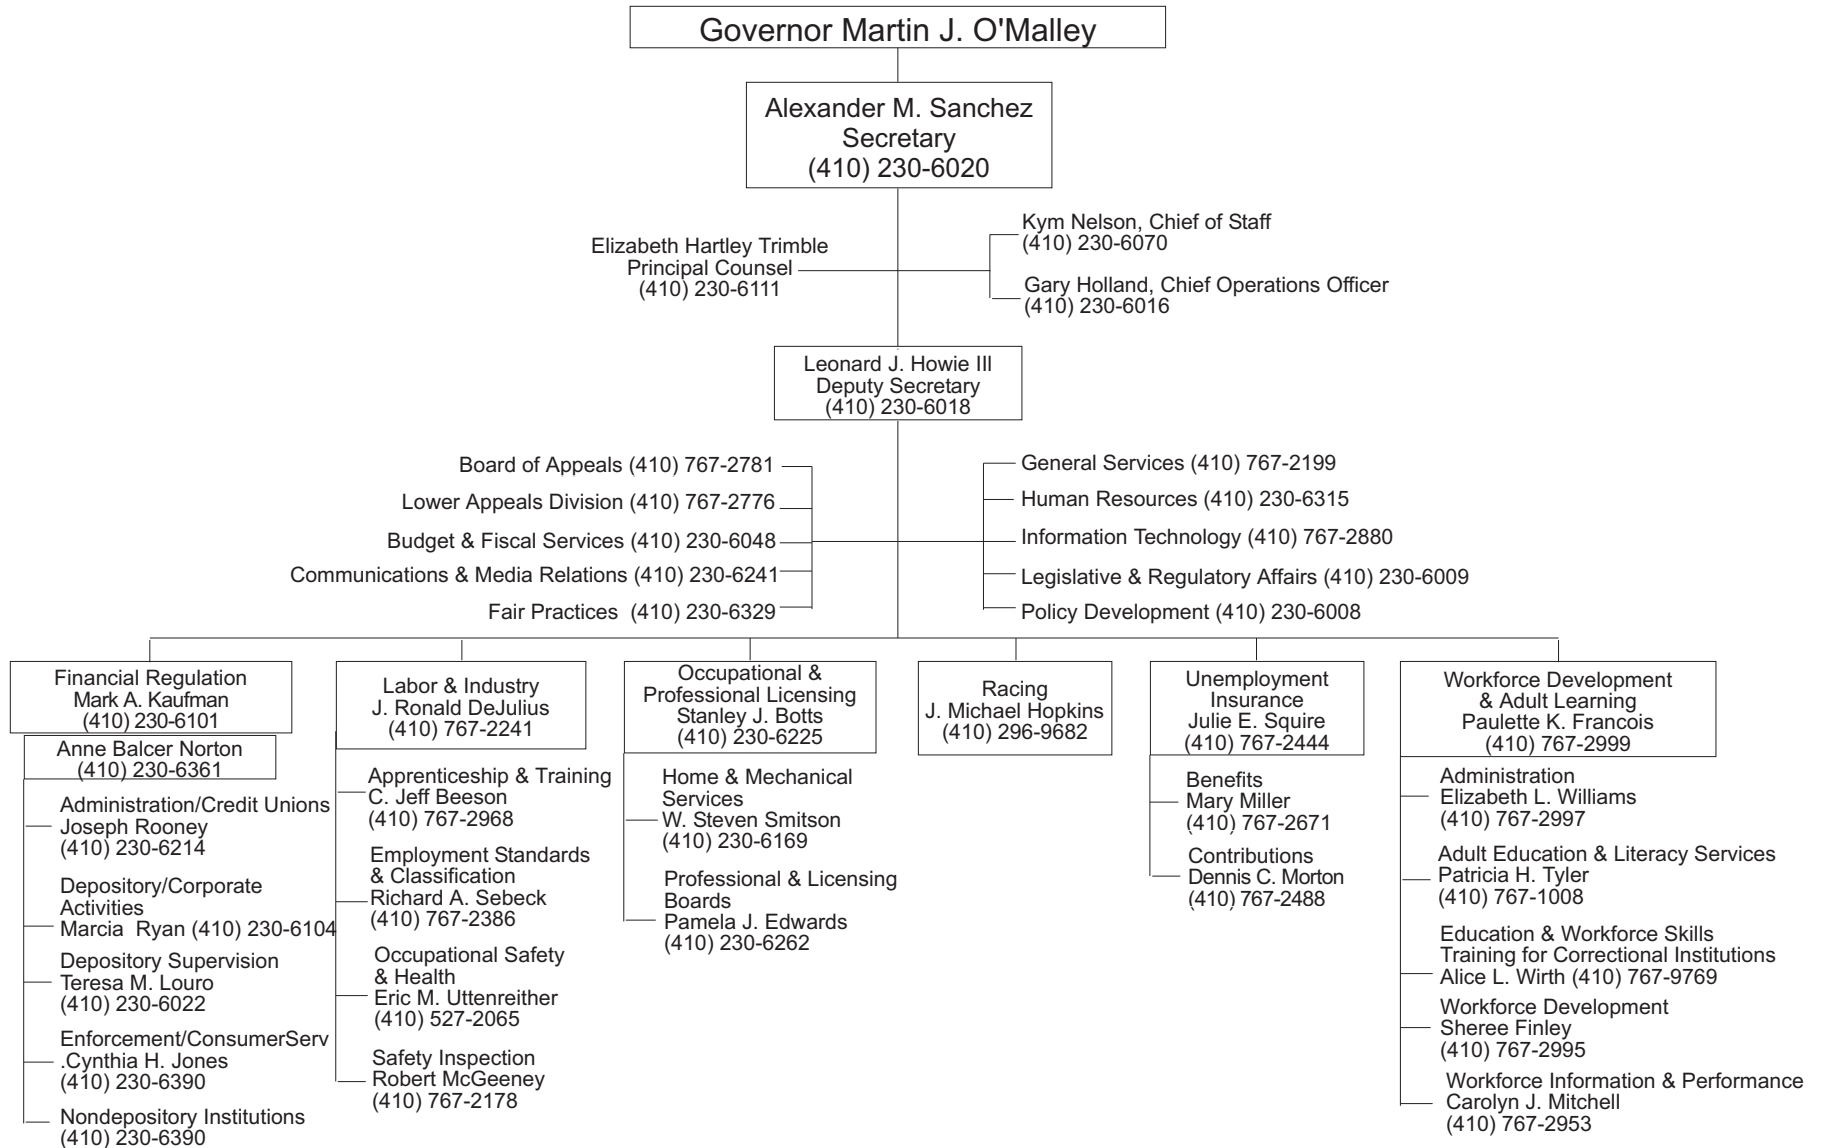 Governor Martin J. O'Malley
Alexander M. Sanchez
Secretary
(410) 230-6020
Elizabeth Hartley Trimble
Principal Counsel
(410) 230-6111
Kym Nelson, Chief of Staff
(410) 230-6070
Gary Holland, Chief Operations Officer
(410) 230-6016
Leonard J. Howie III
Deputy Secretary
(410) 230-6018
Board of Appeals (410) 767-2781
Lower Appeals Division (410) 767-2776
Budget & Fiscal Services (410) 230-6048
Communications & Media Relations (410) 230-6241
Fair Practices (410) 230-6329
General Services (410) 767-2199
Human Resources (410) 230-6315
Information Technology (410) 767-2880
Legislative & Regulatory Affairs (410) 230-6009
Policy Development (410) 230-6008
Financial Regulation
Mark A. Kaufman
(410) 230-6101
Anne Balcer Norton
(410) 230-6361
Administration/Credit Unions
Joseph Rooney
(410) 230-6214
Depository/Corporate
Activities
Marcia Ryan (410) 230-6104
Depository Supervision
Teresa M. Louro
(410) 230-6022
Enforcement/ConsumerServ
.Cynthia H. Jones
(410) 230-6390
Nondepository Institutions
(410) 230-6390
Labor & Industry
J. Ronald DeJulius
(410) 767-2241
Apprenticeship & Training
C. Jeff Beeson
(410) 767-2968
Employment Standards
& Classification
Richard A. Sebeck
(410) 767-2386
Occupational Safety
& Health
Eric M. Uttenreither
(410) 527-2065
Safety Inspection
Robert McGeeney
(410) 767-2178
Occupational &
Professional Licensing
Stanley J. Botts
(410) 230-6225
Home & Mechanical
Services
W. Steven Smitson
(410) 230-6169
Professional & Licensing
Boards
Pamela J. Edwards
(410) 230-6262
Racing
J. Michael Hopkins
(410) 296-9682
Unemployment
Insurance
Julie E. Squire
(410) 767-2444
Benefits
Mary Miller
(410) 767-2671
Contributions
Dennis C. Morton
(410) 767-2488
Workforce Development
& Adult Learning
Paulette K. Francois
(410) 767-2999
Administration
Elizabeth L. Williams
(410) 767-2997
Adult Education & Literacy Services
Patricia H. Tyler
(410) 767-1008
Education & Workforce Skills
Training for Correctional Institutions
Alice L. Wirth (410) 767-9769
Workforce Development
Sheree Finley
(410) 767-2995
Workforce Information & Performance
Carolyn J. Mitchell
(410) 767-2953